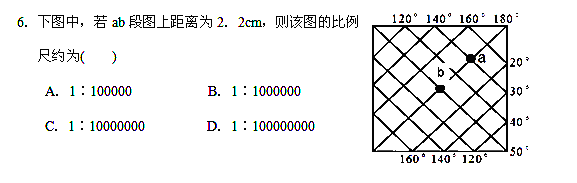 6. 下图中，若 ab 段图上距离为 2. 2cm，则该图的比例
尺约为(    )
A. 1∶100000  B. 1∶1000000
C. 1∶10000000  D. 1∶100000000
120° 140° 160° 180°
a
b
20°
30°
40°
50°
160° 140° 120°